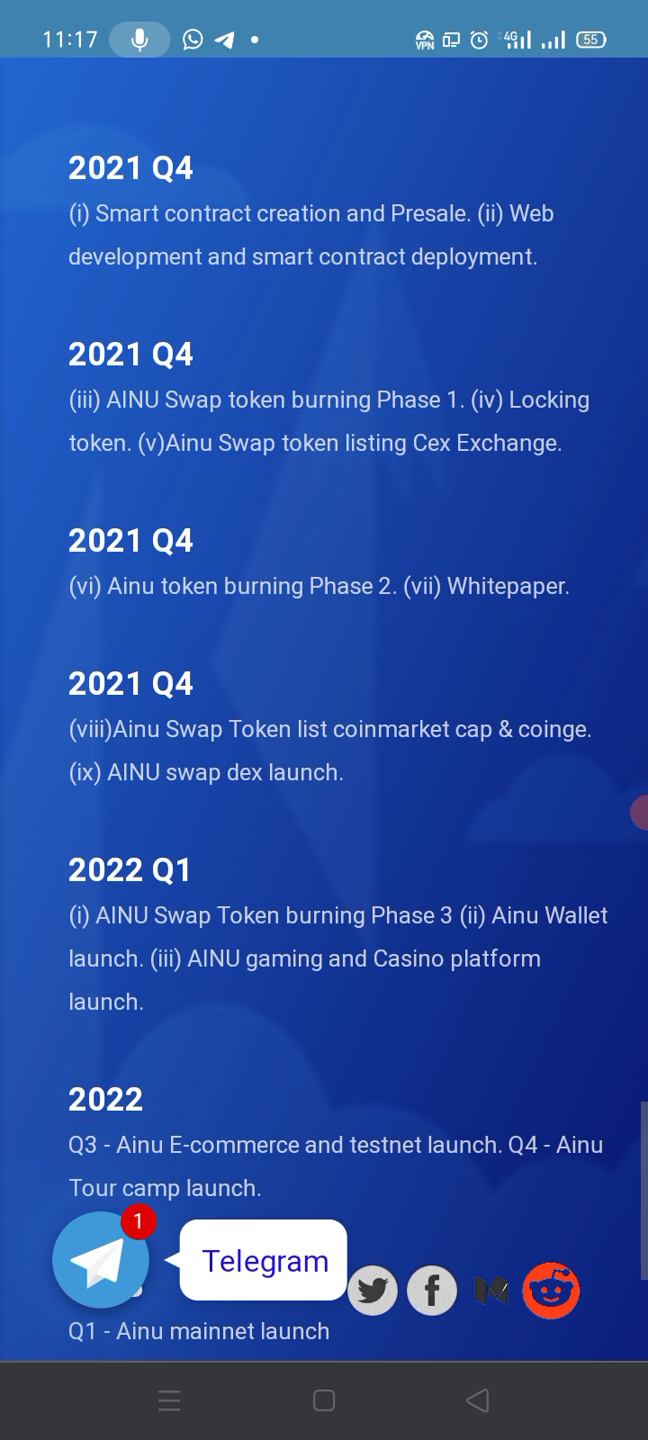 11:17
VPN
4G
55
2021 Q4
(i) Smart contract creation and Presale. (ii) Web
development and smart contract deployment.
2021 Q4
(iii) AINU Swap token burning Phase 1. (iv) Locking
token. (v)Ainu Swap token listing Cex Exchange.
2021 Q4
(vi) Ainu token burning Phase 2. (vii) Whitepaper.
2021 Q4
(viii)Ainu Swap Token list coinmarket cap & coinge.
(ix) AINU swap dex launch.
2022 Q1
(i) AINU Swap Token burning Phase 3 (ii) Ainu Wallet
launch. (iii) AINU gaming and Casino platform
launch.
2022
Q3 - Ainu E-commerce and testnet launch. Q4 - Ainu
Tour camp launch.
1
Telegram
Q1 - Ainu mainnet launch